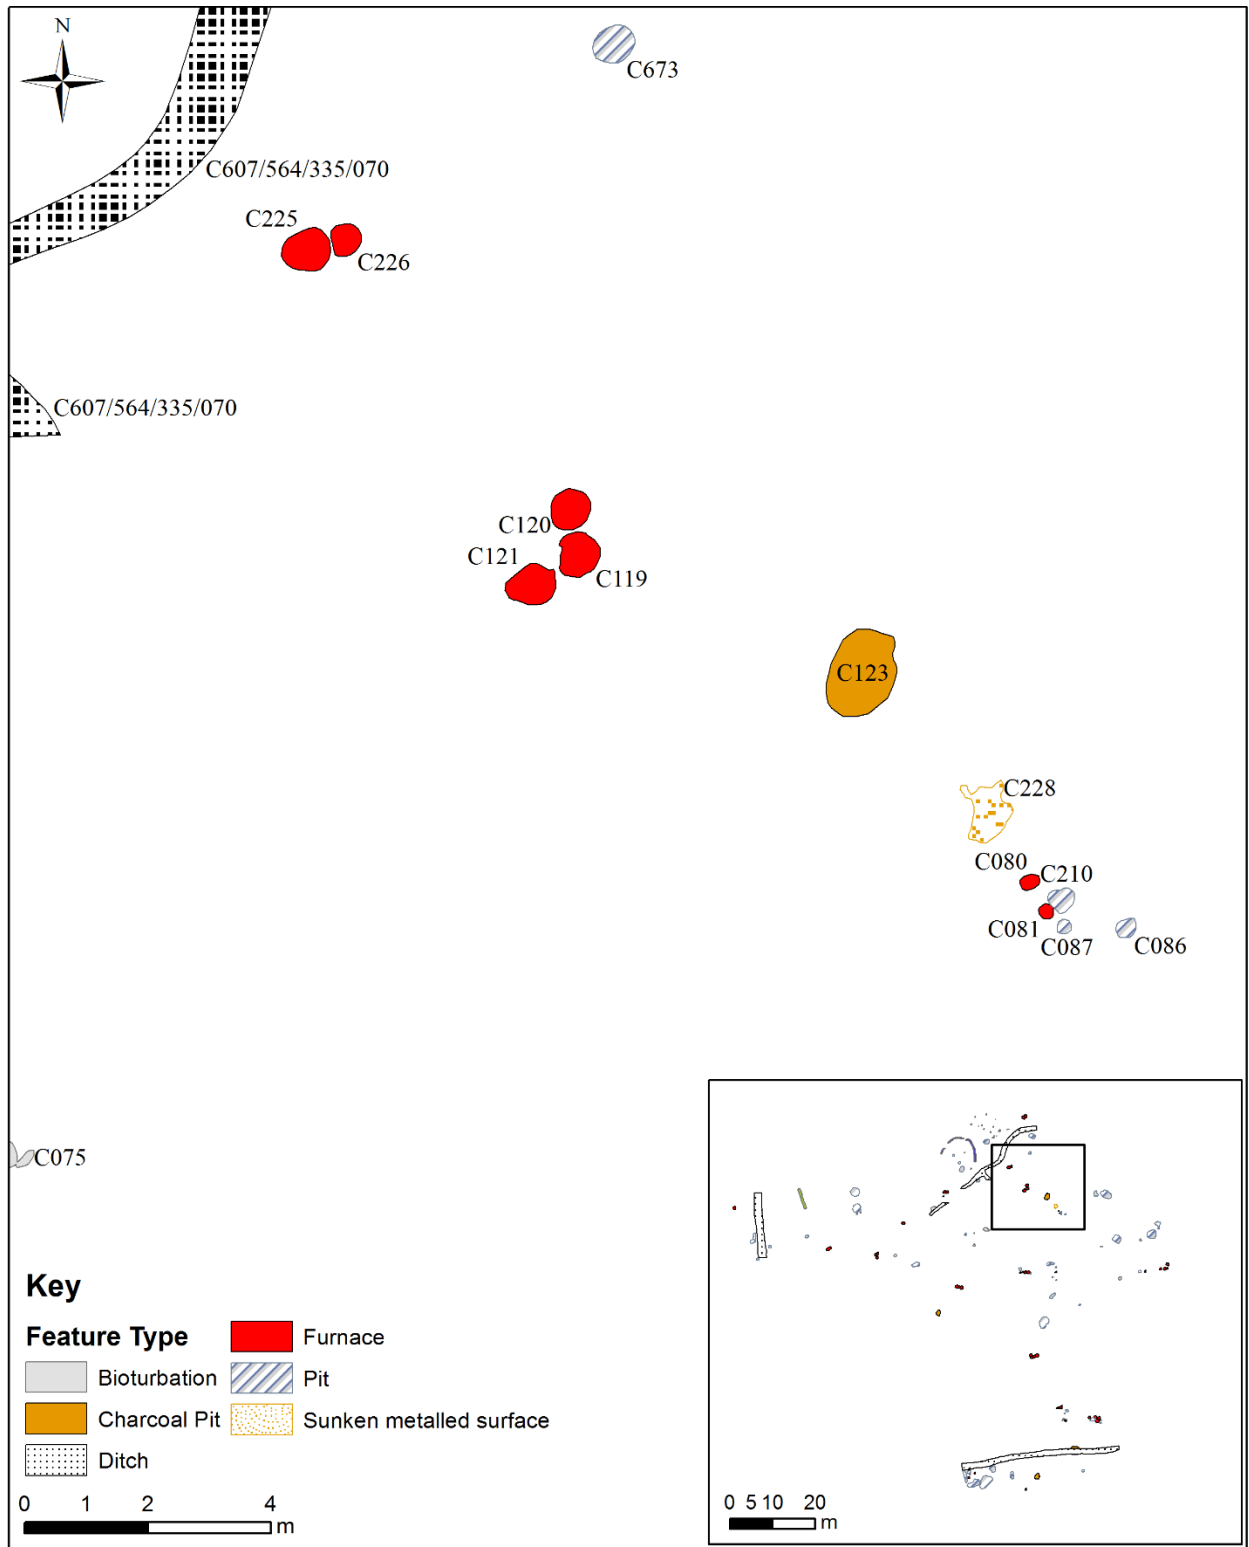 N
C673
C607/564/335/070
C225
C226
C607/564/335/070
C120
C121
C119
C123
C228
C080
C210
C081
C087
C086
C075
Key
Feature Type
Furnace
Bioturbation
Pit
Charcoal Pit
Sunken metalled surface
Ditch
0 1 2 4
m
0 5 10 20
m